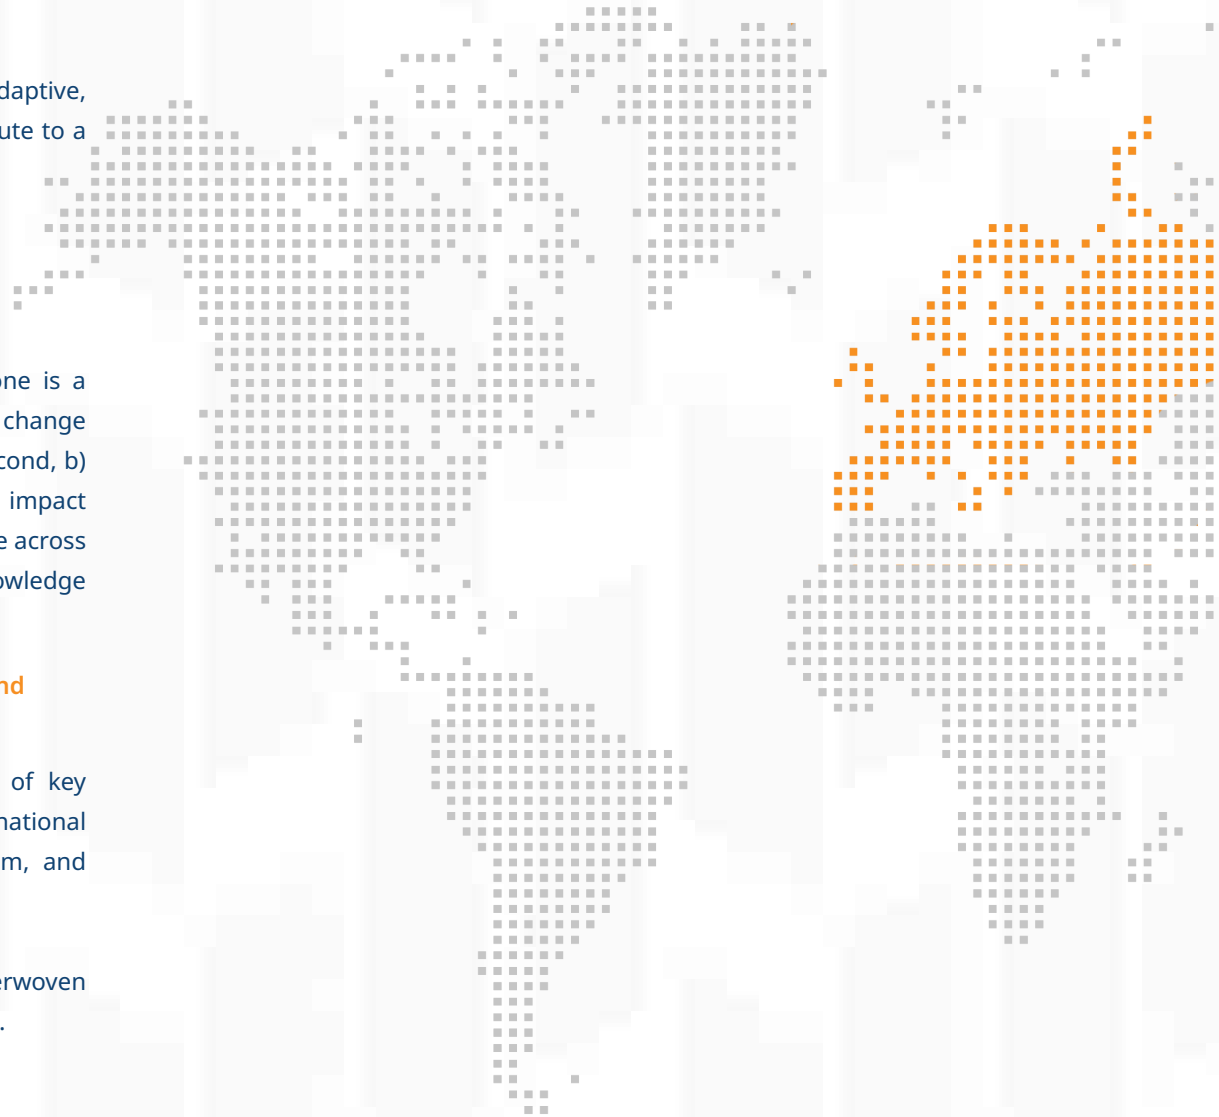 daptive,
ute to a
one is a
change
cond, b)
impact
e across
owledge
nd
of key
national
m, and
erwoven
.